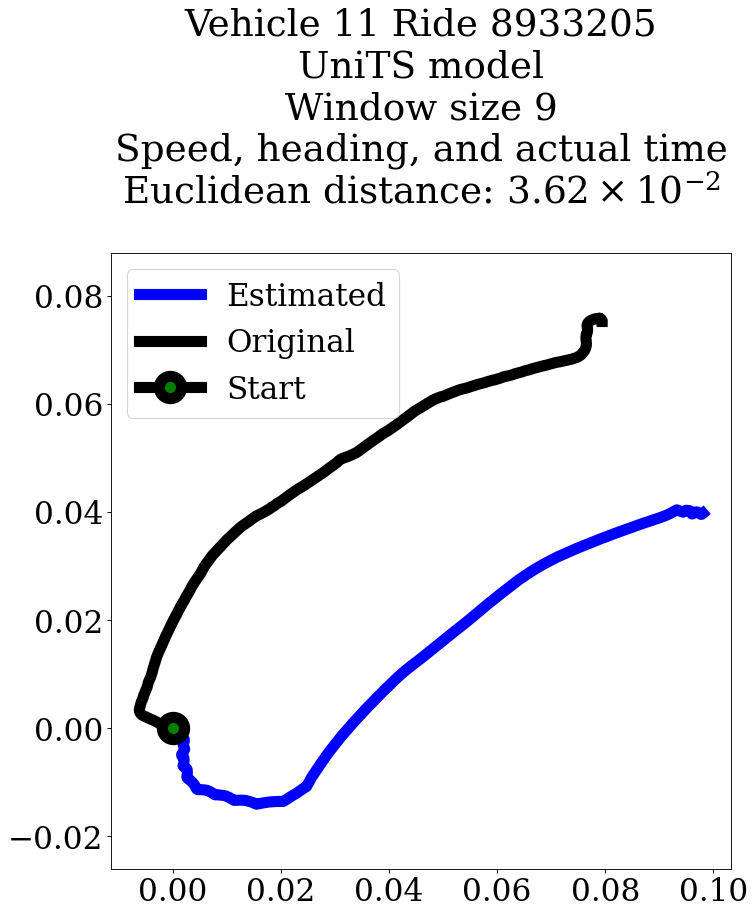 Vehicle 11 Ride 8933205
UniTS model
Window size 9
Speed, heading, and actual time
Euclidean distance: 3.62 × 10⁻²
Estimated
Original
Start
0.08
0.06
0.04
0.02
0.00
−0.02
0.00 0.02 0.04 0.06 0.08 0.10